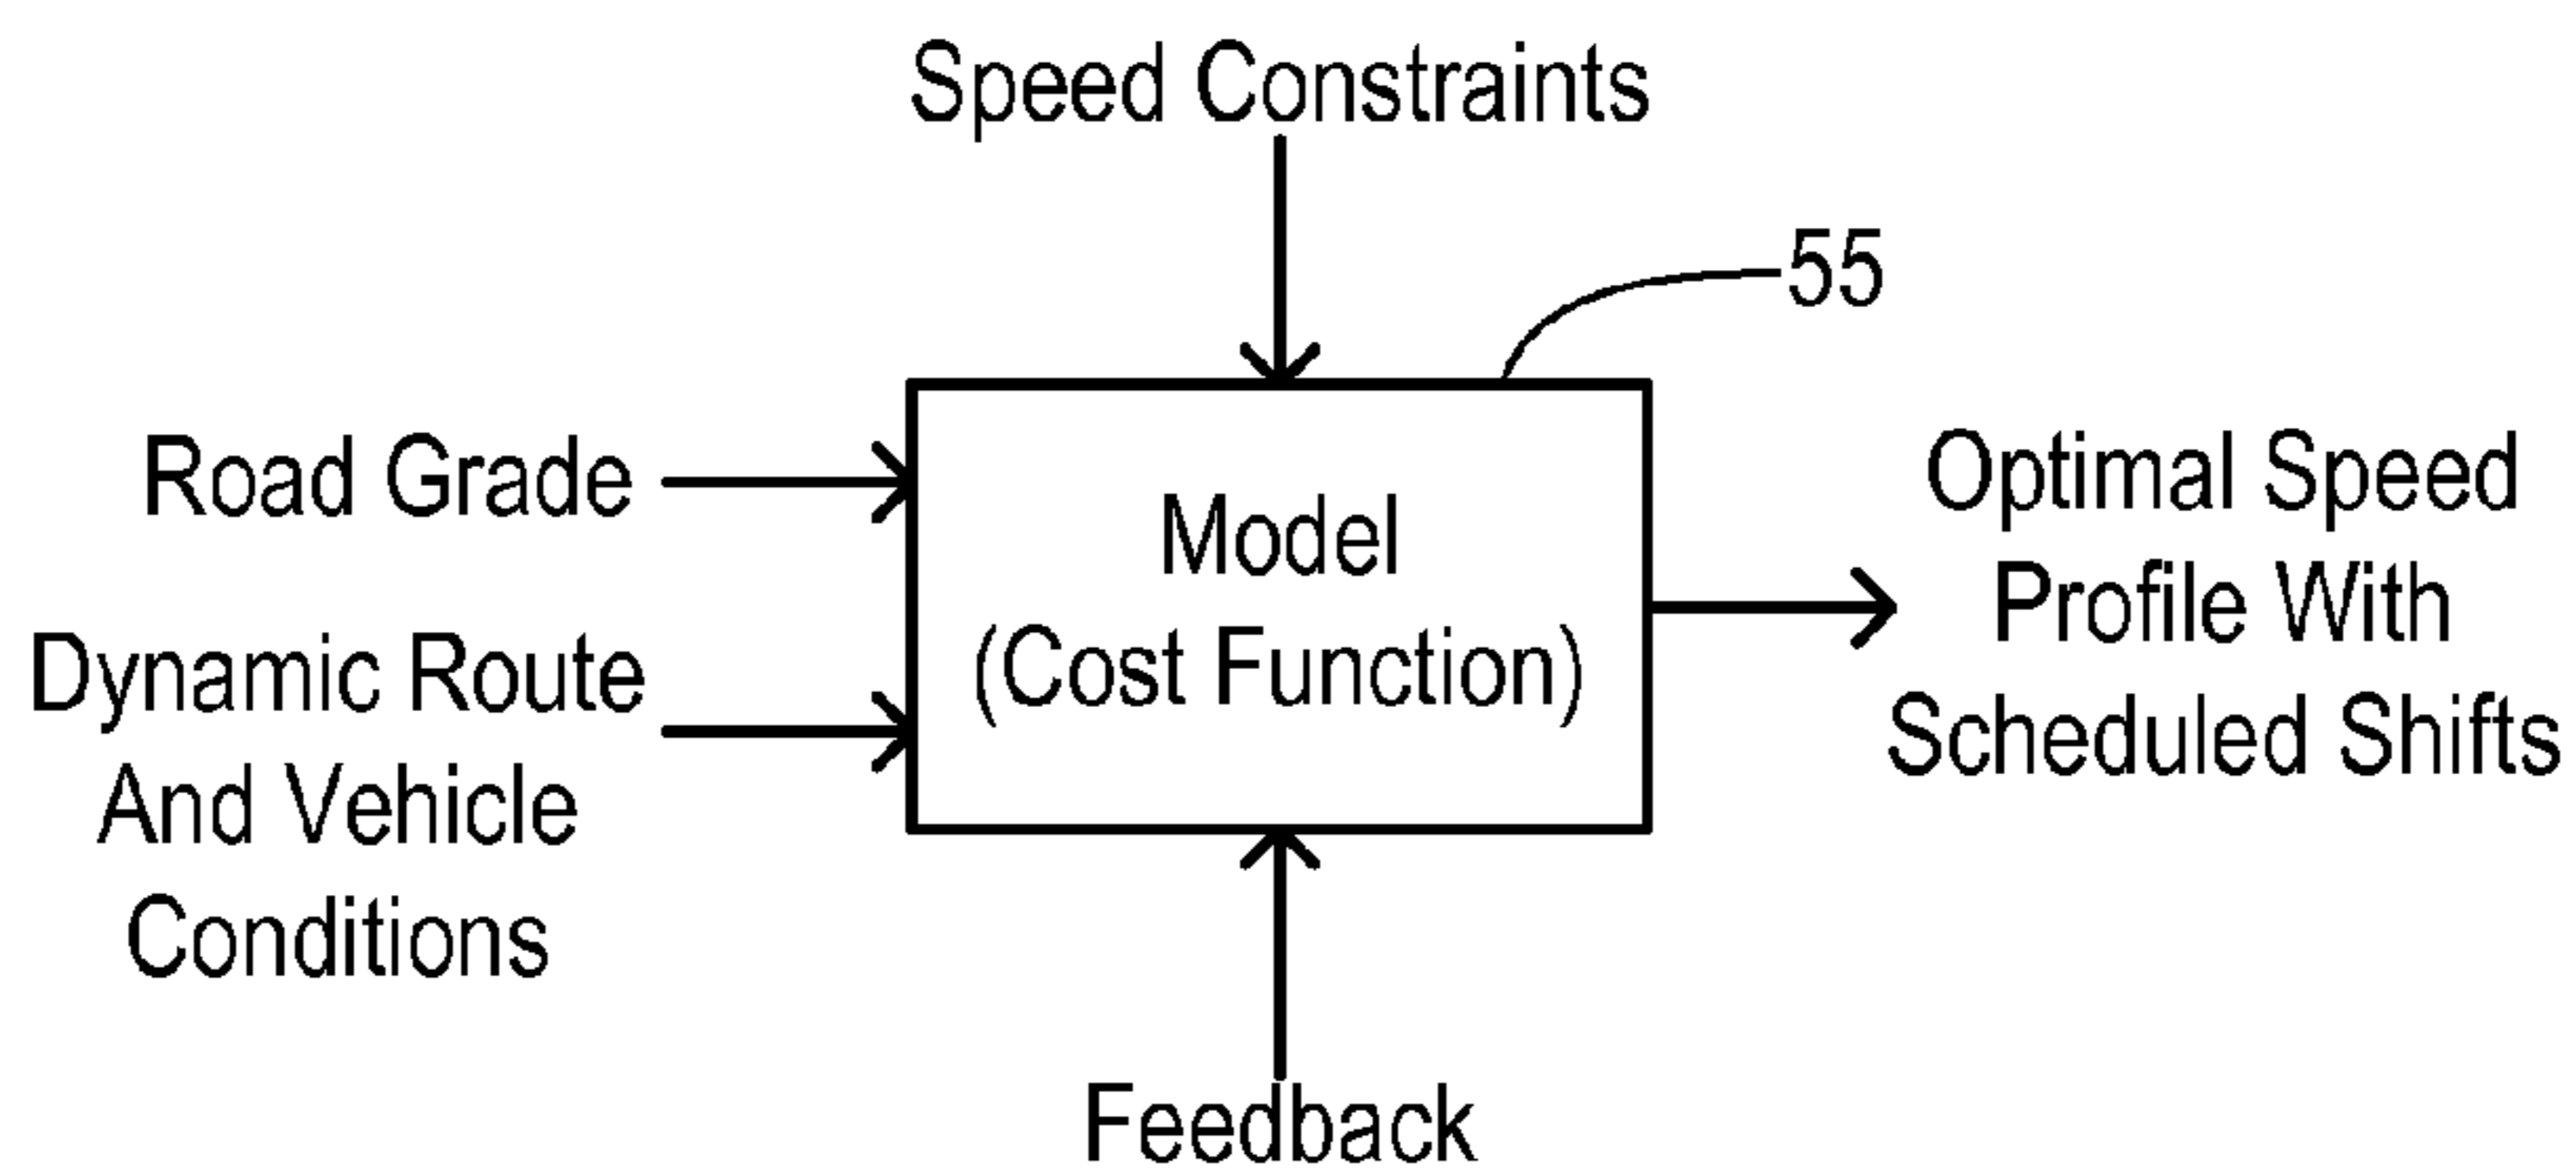 Speed Constraints
55
Road Grade
Dynamic Route
And Vehicle
Conditions
Model
(Cost Function)
Optimal Speed
Profile With
Scheduled Shifts
Feedback